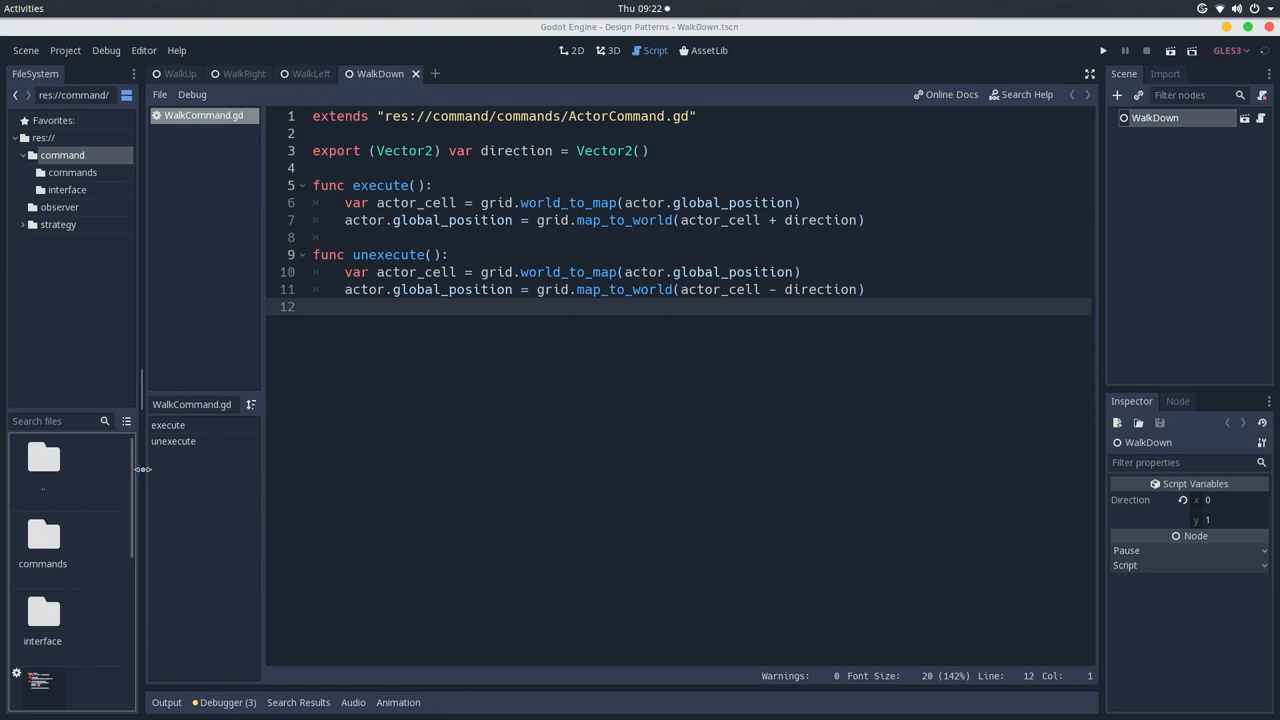 Activities
Thu 09:22
Godot Engine - Design Patterns - WalkDown.tscn
Scene Project Debug Editor Help
2D 3D Script AssetLib
GLES3
FileSystem
WalkUp WalkRight WalkLeft WalkDown
Scene Import
res://command/
File Debug
Online Docs Search Help
Filter nodes
Favorites:
res://
command
commands
interface
observer
strategy
WalkCommand.gd
1 extends "res://command/commands/ActorCommand.gd"
2
3 export (Vector2) var direction = Vector2()
4
5 func execute():
6 var actor_cell = grid.world_to_map(actor.global_position)
7 actor.global_position = grid.map_to_world(actor_cell + direction)
8
9 func unexecute():
10 var actor_cell = grid.world_to_map(actor.global_position)
11 actor.global_position = grid.map_to_world(actor_cell - direction)
12
WalkDown
Search files
..
commands
interface
WalkCommand.gd
execute
unexecute
Inspector Node
WalkDown
Filter properties
Script Variables
Direction x 0
y 1
Node
Pause
Script
Warnings: 0 Font Size: 20 (142%) Line: 12 Col: 1
Output Debugger (3) Search Results Audio Animation